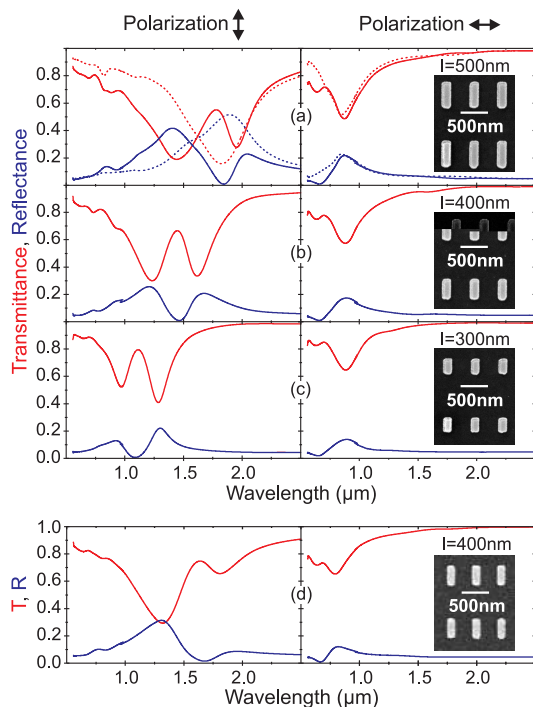 Polarization
Polarization
Transmittance, Reflectance
0.8
0.6
0.4
0.2
(a)
l=500nm
500nm
0.8
0.6
0.4
0.2
(b)
l=400nm
500nm
0.8
0.6
0.4
0.2
0.0
(c)
l=300nm
500nm
1.0 1.5 2.0 1.0 1.5 2.0
Wavelength (µm) Wavelength (µm)
T, R
1.0
0.8
0.6
0.4
0.2
0.0
(d)
l=400nm
500nm
1.0 1.5 2.0 1.0 1.5 2.0
Wavelength (µm) Wavelength (µm)